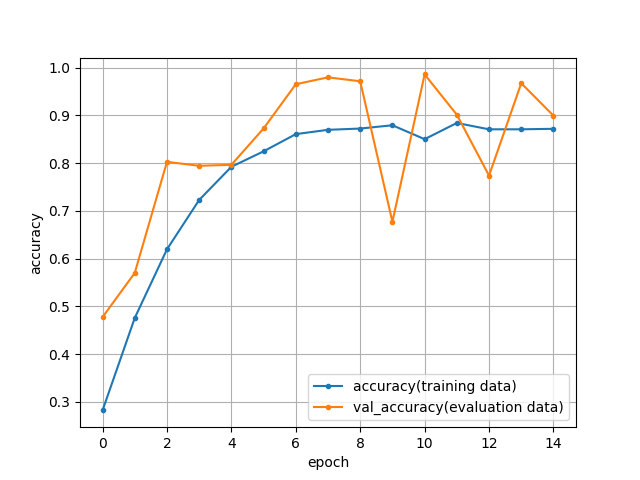 1.0
0.9
0.8
0.7
0.6
0.5
0.4
0.3
accuracy
0 2 4 6 8 10 12 14
epoch
accuracy(training data)
val_accuracy(evaluation data)